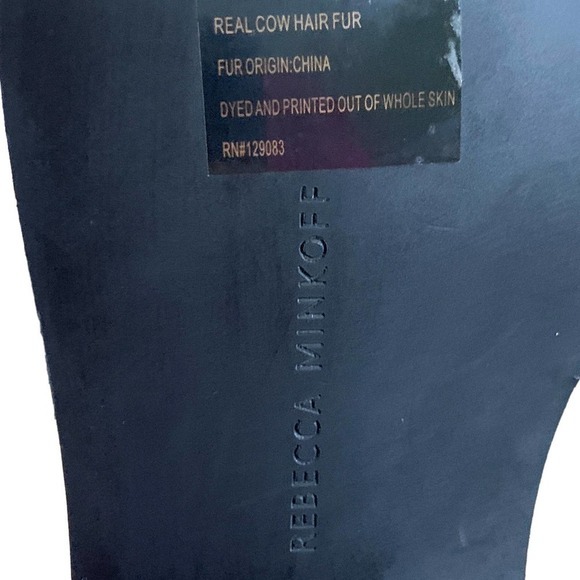 REAL COW HAIR FUR
FUR ORIGIN:CHINA
DYED AND PRINTED OUT OF WHOLE SKIN
RN#129083
REBECCA MINKOFF